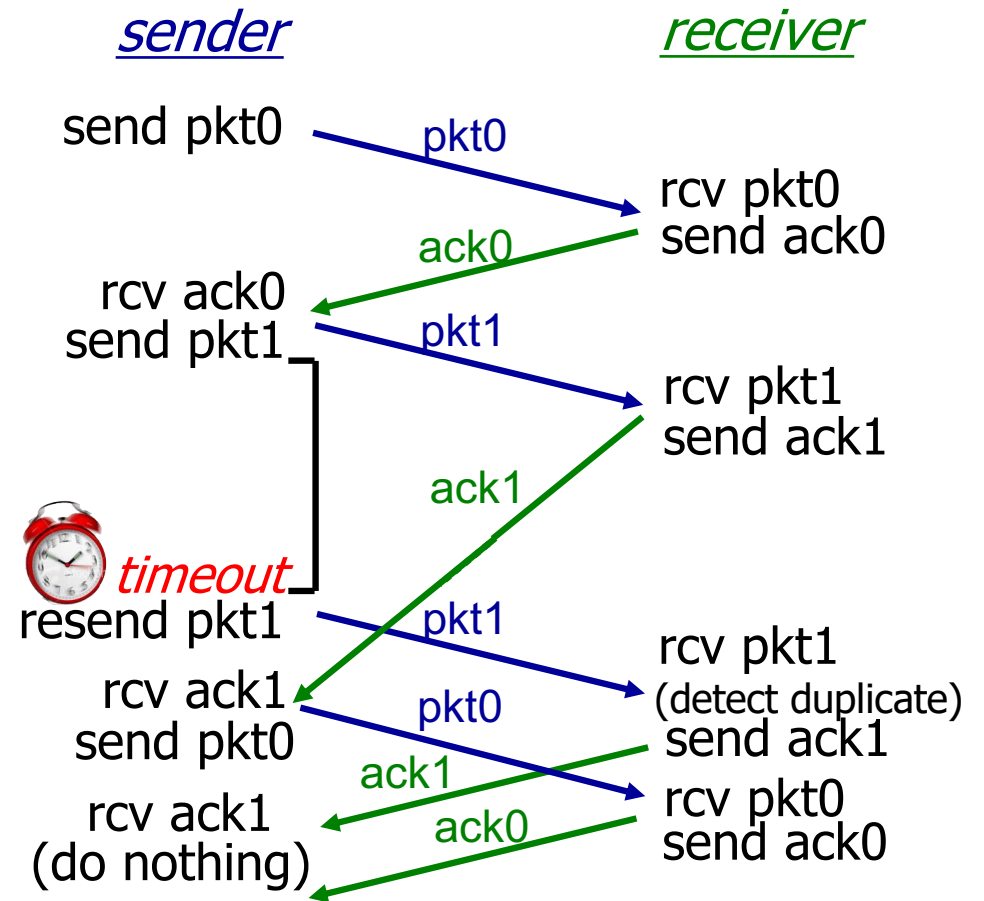 sender
receiver
send pkt0
pkt0
rcv pkt0
send ack0
ack0
rcv ack0
send pkt1
pkt1
rcv pkt1
send ack1
ack1
timeout
resend pkt1
pkt1
rcv pkt1
(detect duplicate)
send ack1
rcv ack1
send pkt0
pkt0
ack1
rcv pkt0
send ack0
rcv ack1
(do nothing)
ack0